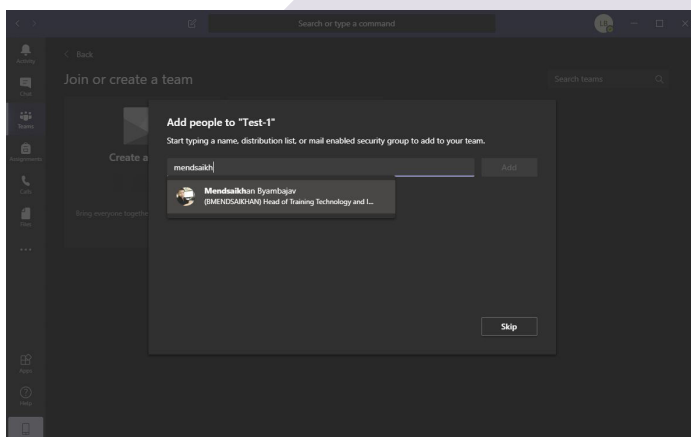 Search or type a command
LK
Activity
Chat
Teams
Assignments
Calls
Files
Apps
Help
< Back
Join or create a team
Search teams
Create a
Bring everyone togethe
Add people to "Test-1"
Start typing a name, distribution list, or mail enabled security group to add to your team.
mendsaikh
Add
Mendsaikhan Byambajav
(BMENDSAIKHAN) Head of Training Technology and I...
Skip